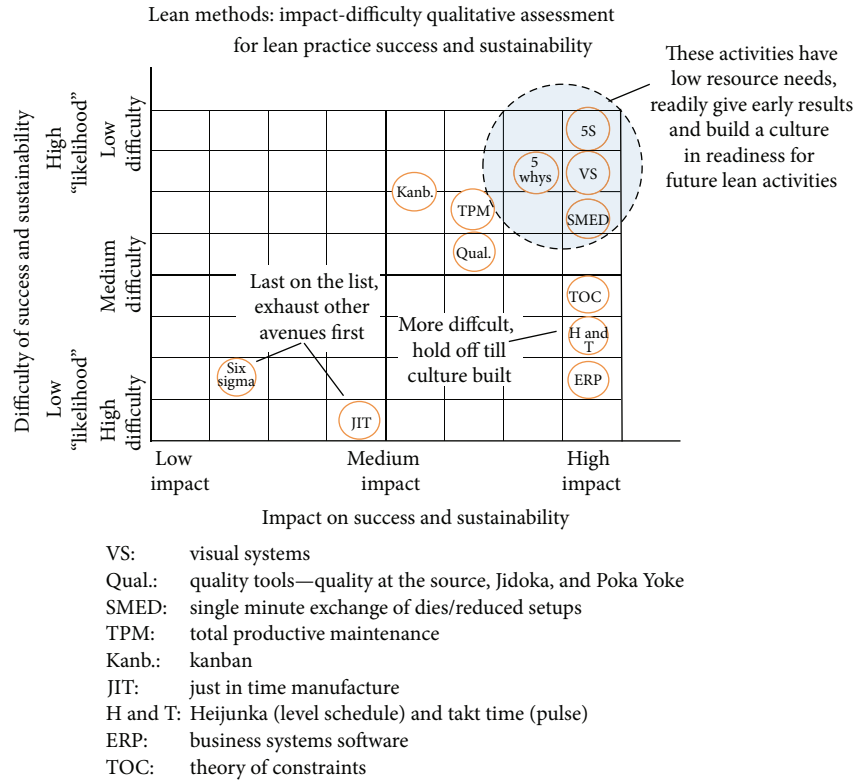 Lean methods: impact-difficulty qualitative assessment
for lean practice success and sustainability
These activities have
low resource needs,
readily give early results
and build a culture
in readiness for
future lean activities
Difficulty of success and sustainability
High
“likelihood”
Low
difficulty
Medium
difficulty
Low
“likelihood”
High
difficulty
5S
5
whys
VS
Kanb.
TPM
SMED
Qual.
Last on the list,
exhaust other
avenues first
TOC
More diffcult,
hold off till
culture built
H and
T
Six
sigma
ERP
JIT
Low
impact
Medium
impact
High
impact
Impact on success and sustainability
VS: visual systems
Qual.: quality tools—quality at the source, Jidoka, and Poka Yoke
SMED: single minute exchange of dies/reduced setups
TPM: total productive maintenance
Kanb.: kanban
JIT: just in time manufacture
H and T: Heijunka (level schedule) and takt time (pulse)
ERP: business systems software
TOC: theory of constraints